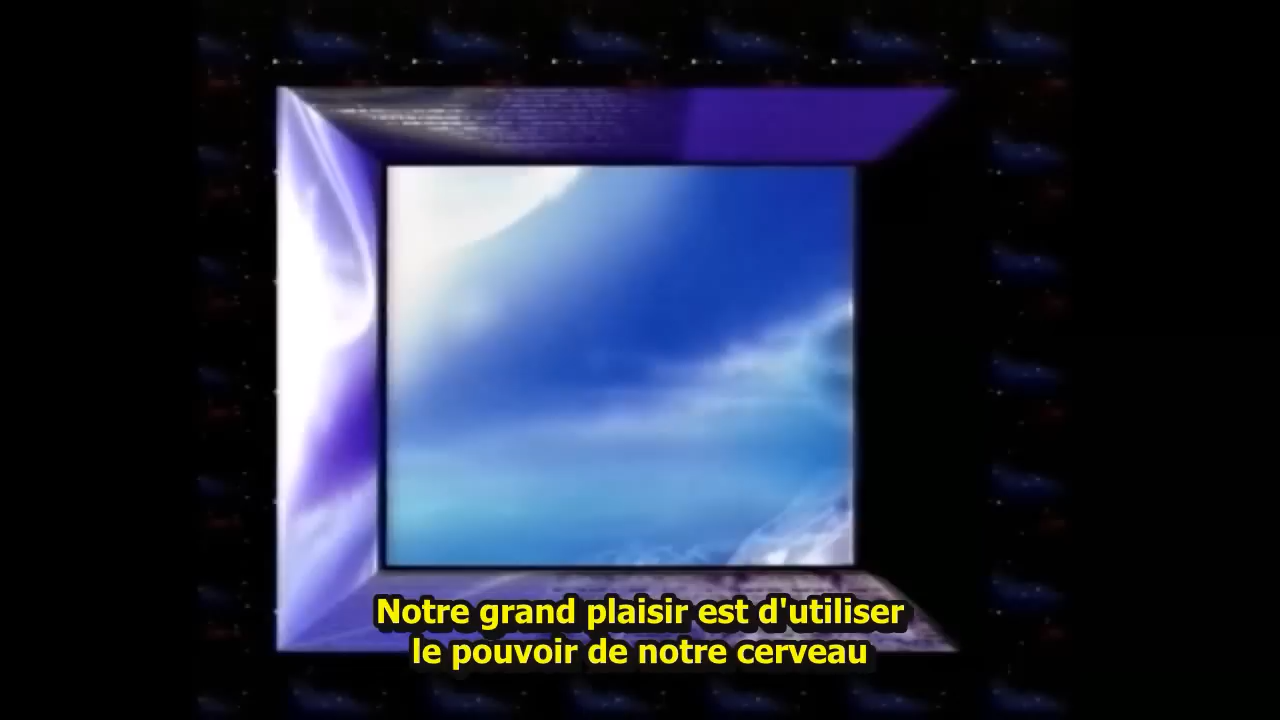 Notre grand plaisir est d'utiliser
le pouvoir de notre cerveau